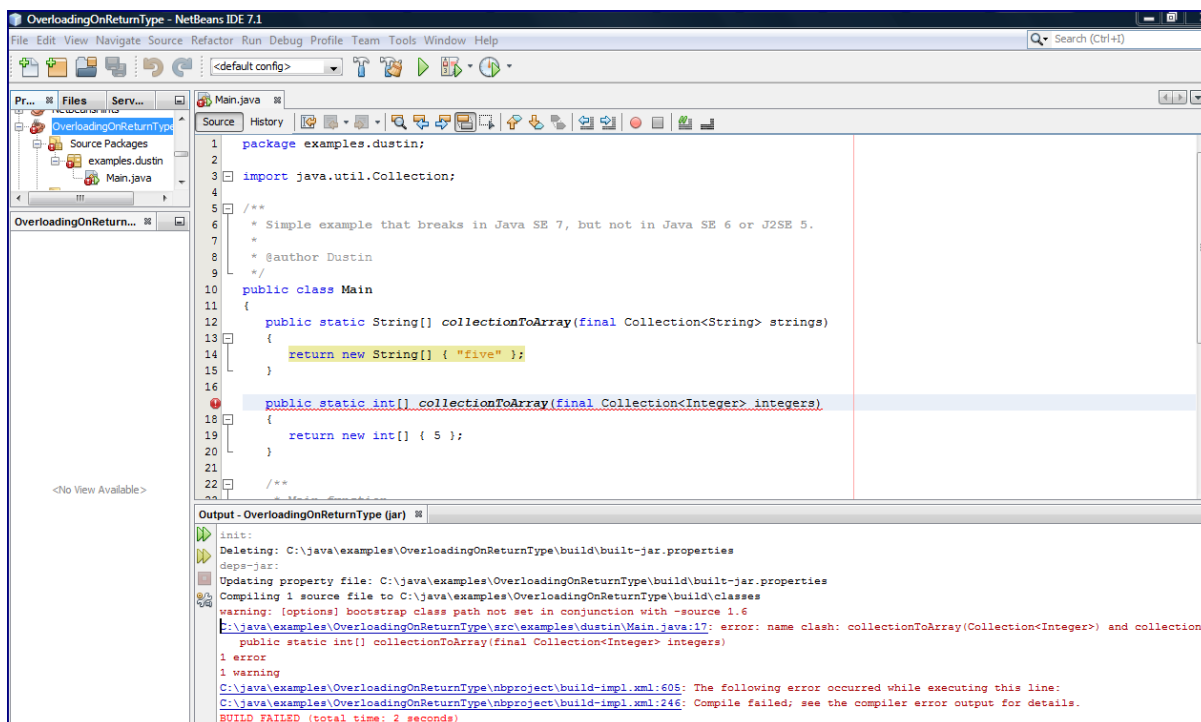 OverloadingOnReturnType - NetBeans IDE 7.1
File Edit View Navigate Source Refactor Run Debug Profile Team Tools Window Help
Search (Ctrl+I)
<default config>
Pr... Files Serv...
OverloadingOnReturnType
Source Packages
examples.dustin
Main.java
OverloadingOnReturn...
<No View Available>
Main.java
Source History
1 package examples.dustin;
2
3 import java.util.Collection;
4
5 /**
6 * Simple example that breaks in Java SE 7, but not in Java SE 6 or J2SE 5.
7 *
8 * @author Dustin
9 */
10 public class Main
11 {
12 public static String[] collectionToArray(final Collection<String> strings)
13 {
14 return new String[] { "five" };
15 }
16
public static int[] collectionToArray(final Collection<Integer> integers)
18 {
19 return new int[] { 5 };
20 }
21
22 /**
Output - OverloadingOnReturnType (jar)
init:
Deleting: C:\java\examples\OverloadingOnReturnType\build\built-jar.properties
deps-jar:
Updating property file: C:\java\examples\OverloadingOnReturnType\build\built-jar.properties
Compiling 1 source file to C:\java\examples\OverloadingOnReturnType\build\classes
warning: [options] bootstrap class path not set in conjunction with -source 1.6
C:\java\examples\OverloadingOnReturnType\src\examples\dustin\Main.java:17: error: name clash: collectionToArray(Collection<Integer>) and collection
public static int[] collectionToArray(final Collection<Integer> integers)
1 error
1 warning
C:\java\examples\OverloadingOnReturnType\nbproject\build-impl.xml:605: The following error occurred while executing this line:
C:\java\examples\OverloadingOnReturnType\nbproject\build-impl.xml:246: Compile failed; see the compiler error output for details.
BUILD FAILED (total time: 2 seconds)